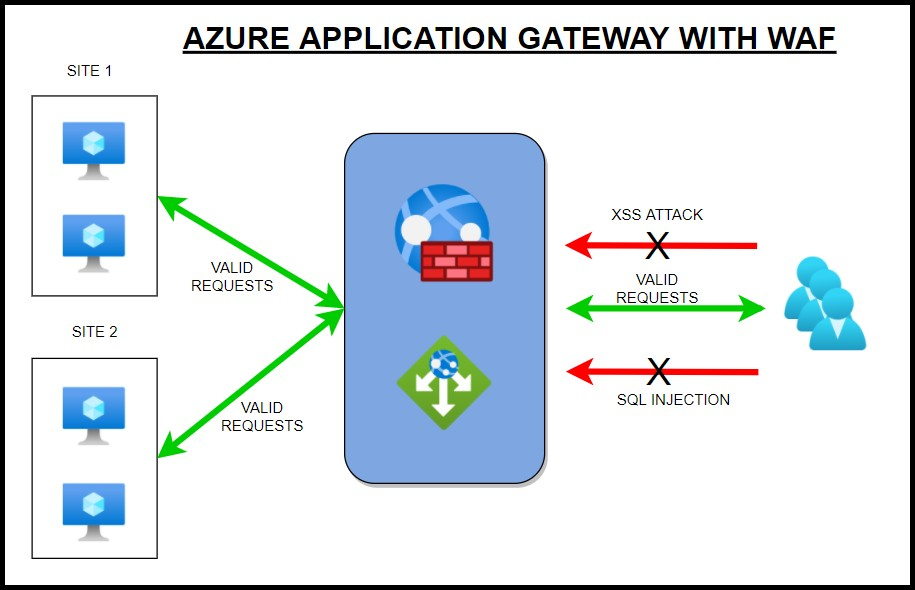 AZURE APPLICATION GATEWAY WITH WAF
SITE 1
VALID
REQUESTS
SITE 2
VALID
REQUESTS
XSS ATTACK
X
VALID
REQUESTS
X
SQL INJECTION